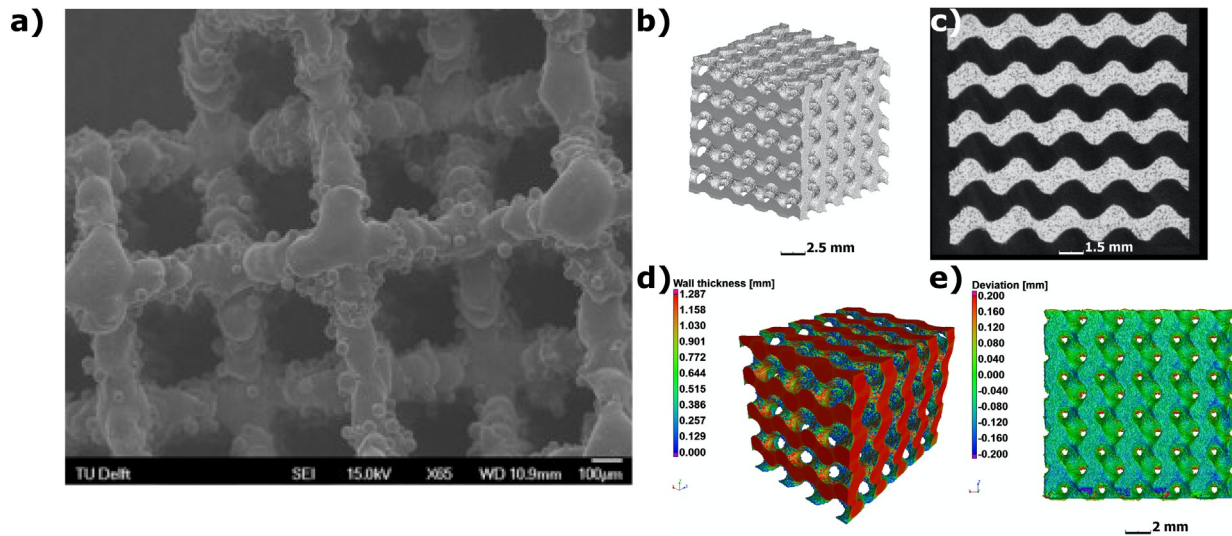 a)
TU Delft SEI 15.0kV X65 WD 10.9mm 100µm
b)
2.5 mm
c)
1.5 mm
d)
Wall thickness [mm]
1.287
1.158
1.030
0.901
0.772
0.644
0.515
0.386
0.257
0.129
0.000
e)
Deviation [mm]
0.200
0.160
0.120
0.080
0.040
0.000
-0.040
-0.080
-0.120
-0.160
-0.200
2 mm